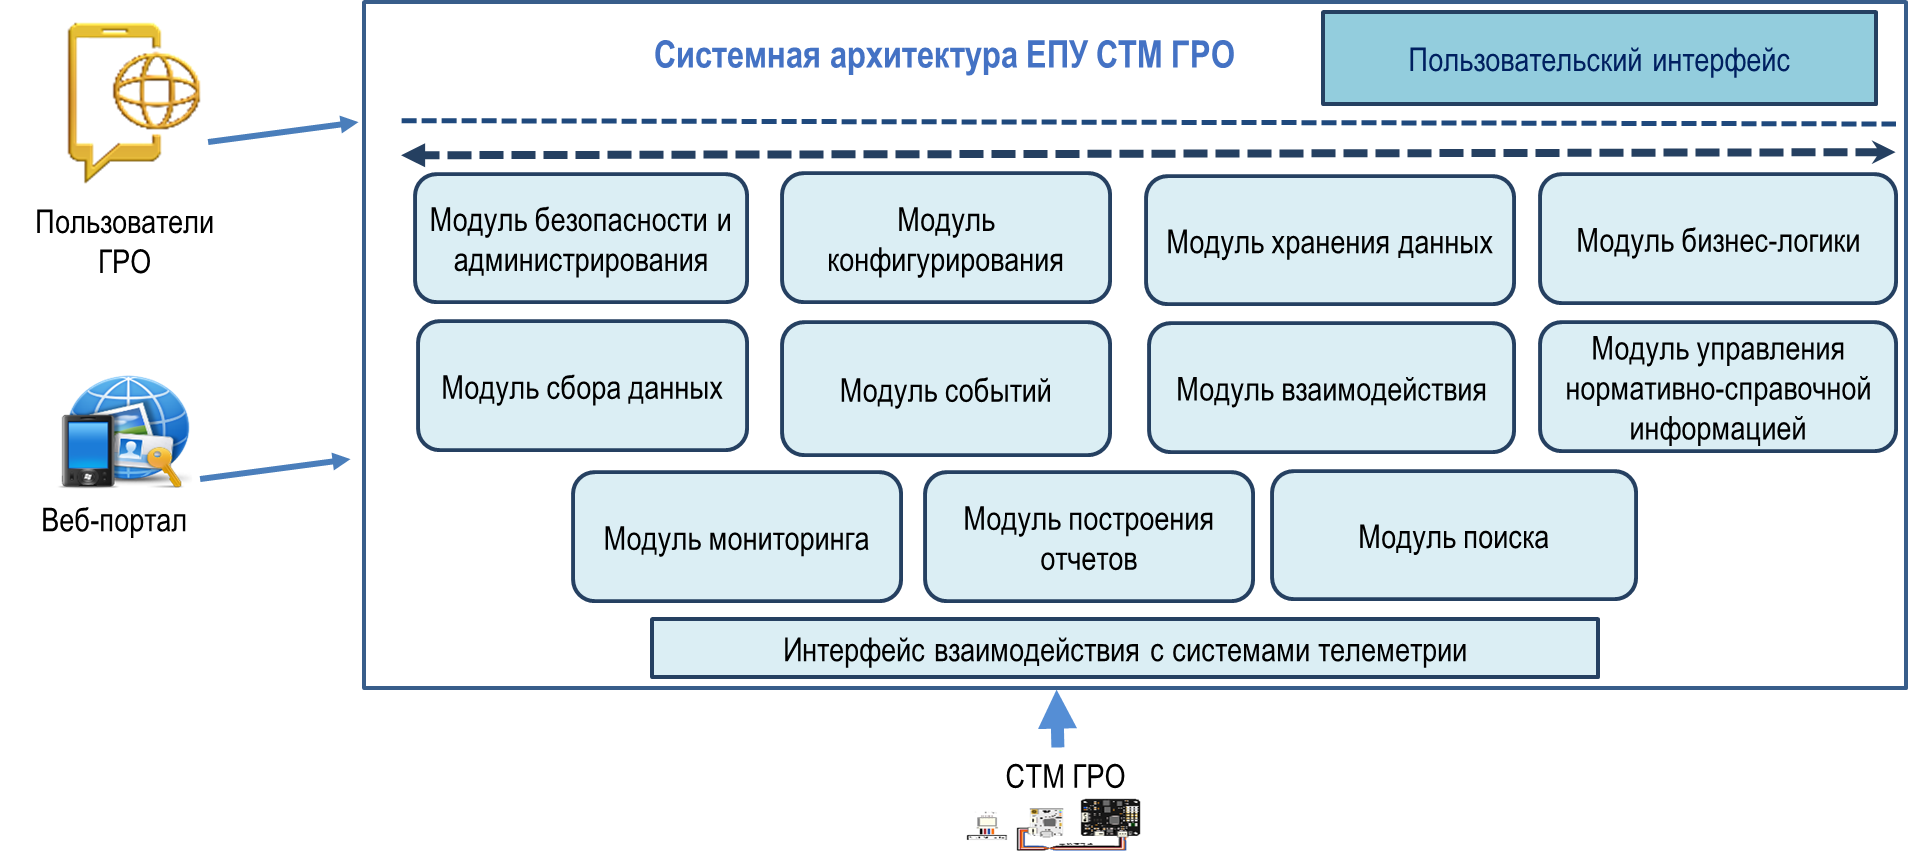 Системная архитектура ЕПУ СТМ ГРО
Пользовательский интерфейс
Пользователи
ГРО
Модуль безопасности и
администрирования
Модуль
конфигурирования
Модуль хранения данных
Модуль бизнес-логики
Модуль сбора данных
Модуль событий
Модуль взаимодействия
Модуль управления
нормативно-справочной
информацией
Веб-портал
Модуль мониторинга
Модуль построения
отчетов
Модуль поиска
Интерфейс взаимодействия с системами телеметрии
СТМ ГРО